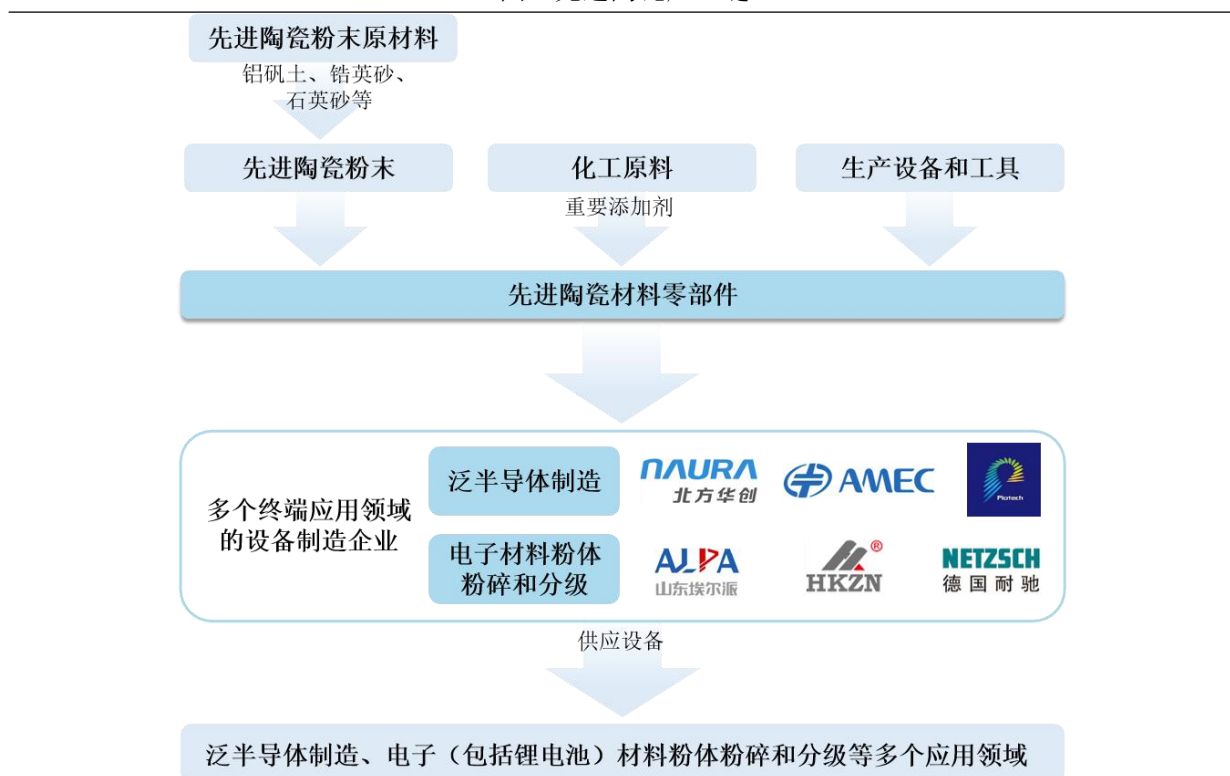 先进陶瓷粉末原材料
铝矾土、锆英砂、
石英砂等
先进陶瓷粉末
化工原料
生产设备和工具
重要添加剂
先进陶瓷材料零部件
多个终端应用领域
的设备制造企业
泛半导体制造
NAURA
北方华创
AMEC
Piotech
电子材料粉体
粉碎和分级
ALPA
山东埃尔派
HKZN
®
NETZSCH
德国耐驰
供应设备
泛半导体制造、电子（包括锂电池）材料粉体粉碎和分级等多个应用领域